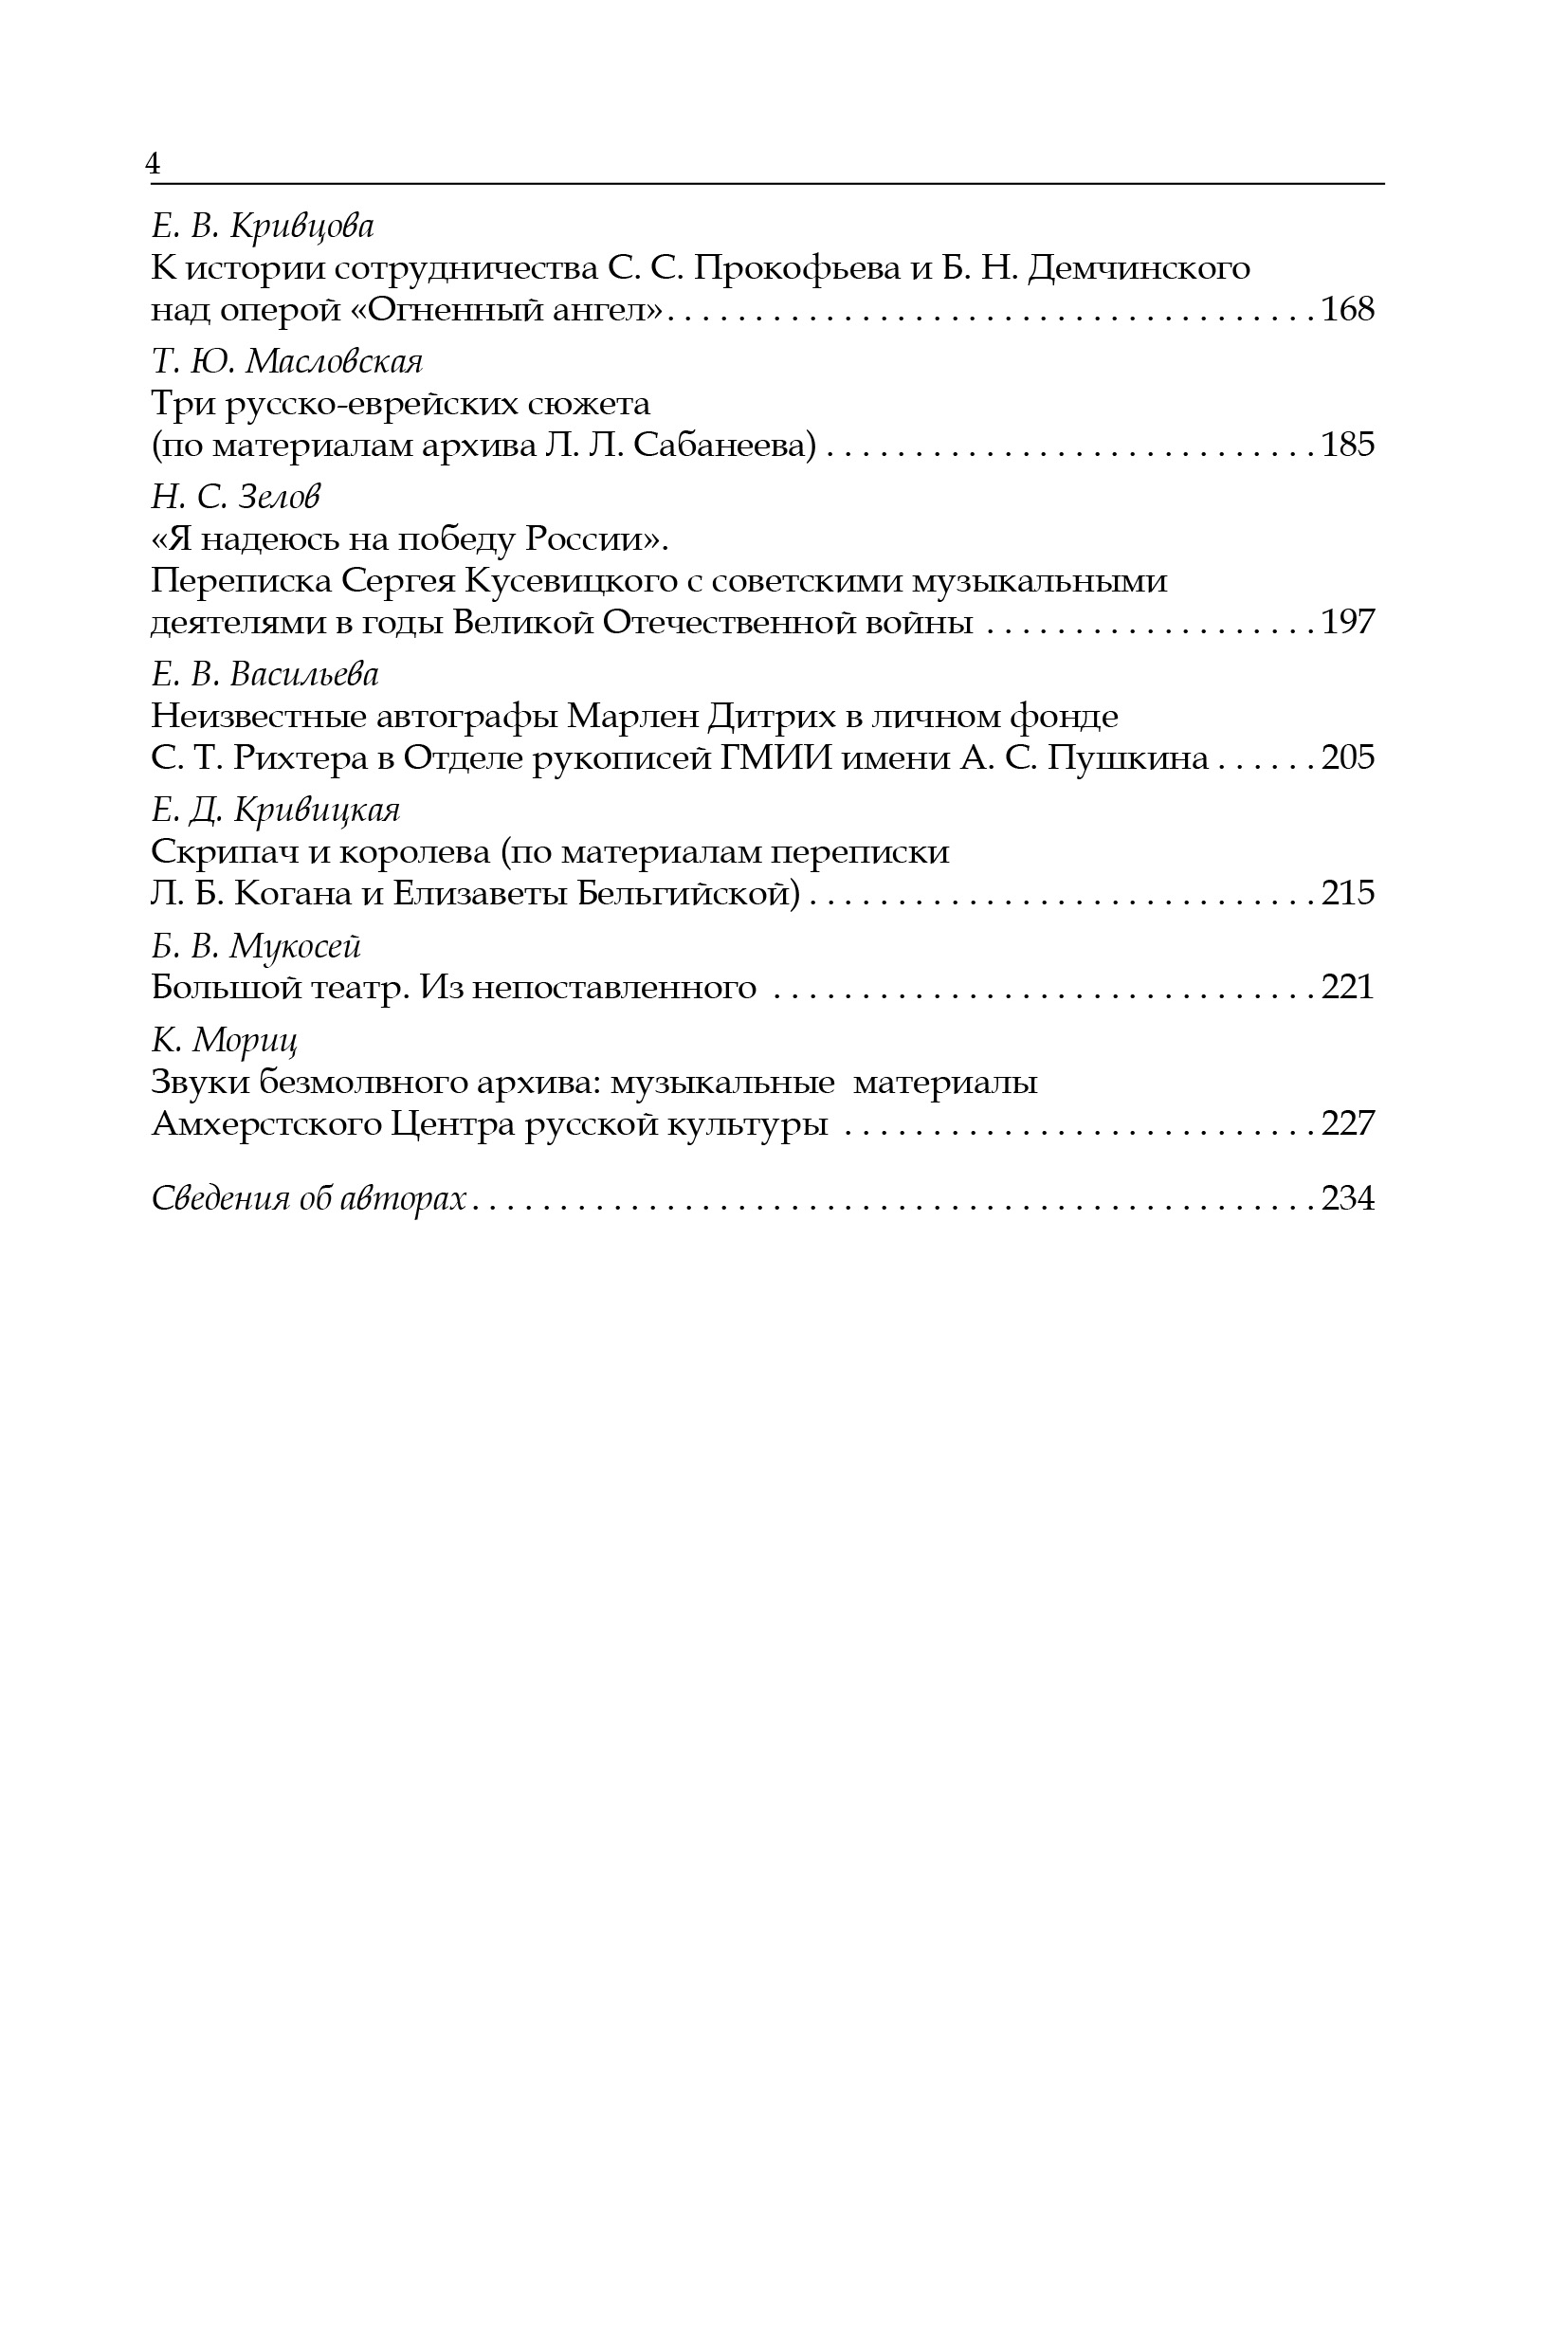 4
Е. В. Кривцова
К истории сотрудничества С. С. Прокофьева и Б. Н. Демчинского
над оперой «Огненный ангел» . . . . . . . . . . . . . . . . . . . . . . . . . . . . . . . . . . . . . 168
Т. Ю. Масловская
Три русско-еврейских сюжета
(по материалам архива Л. Л. Сабанеева) . . . . . . . . . . . . . . . . . . . . . . . . . . . . 185
Н. С. Зелов
«Я надеюсь на победу России».
Переписка Сергея Кусевицкого с советскими музыкальными
деятелями в годы Великой Отечественной войны . . . . . . . . . . . . . . . . . . . 197
Е. В. Васильева
Неизвестные автографы Марлен Дитрих в личном фонде
С. Т. Рихтера в Отделе рукописей ГМИИ имени А. С. Пушкина . . . . . . 205
Е. Д. Кривицкая
Скрипач и королева (по материалам переписки
Л. Б. Когана и Елизаветы Бельгийской) . . . . . . . . . . . . . . . . . . . . . . . . . . . . . 215
Б. В. Мукосей
Большой театр. Из непоставленного . . . . . . . . . . . . . . . . . . . . . . . . . . . . . . . 221
К. Мориц
Звуки безмолвного архива: музыкальные материалы
Амхерстского Центра русской культуры . . . . . . . . . . . . . . . . . . . . . . . . . . . 227
Сведения об авторах . . . . . . . . . . . . . . . . . . . . . . . . . . . . . . . . . . . . . . . . . . . . . . . . 234